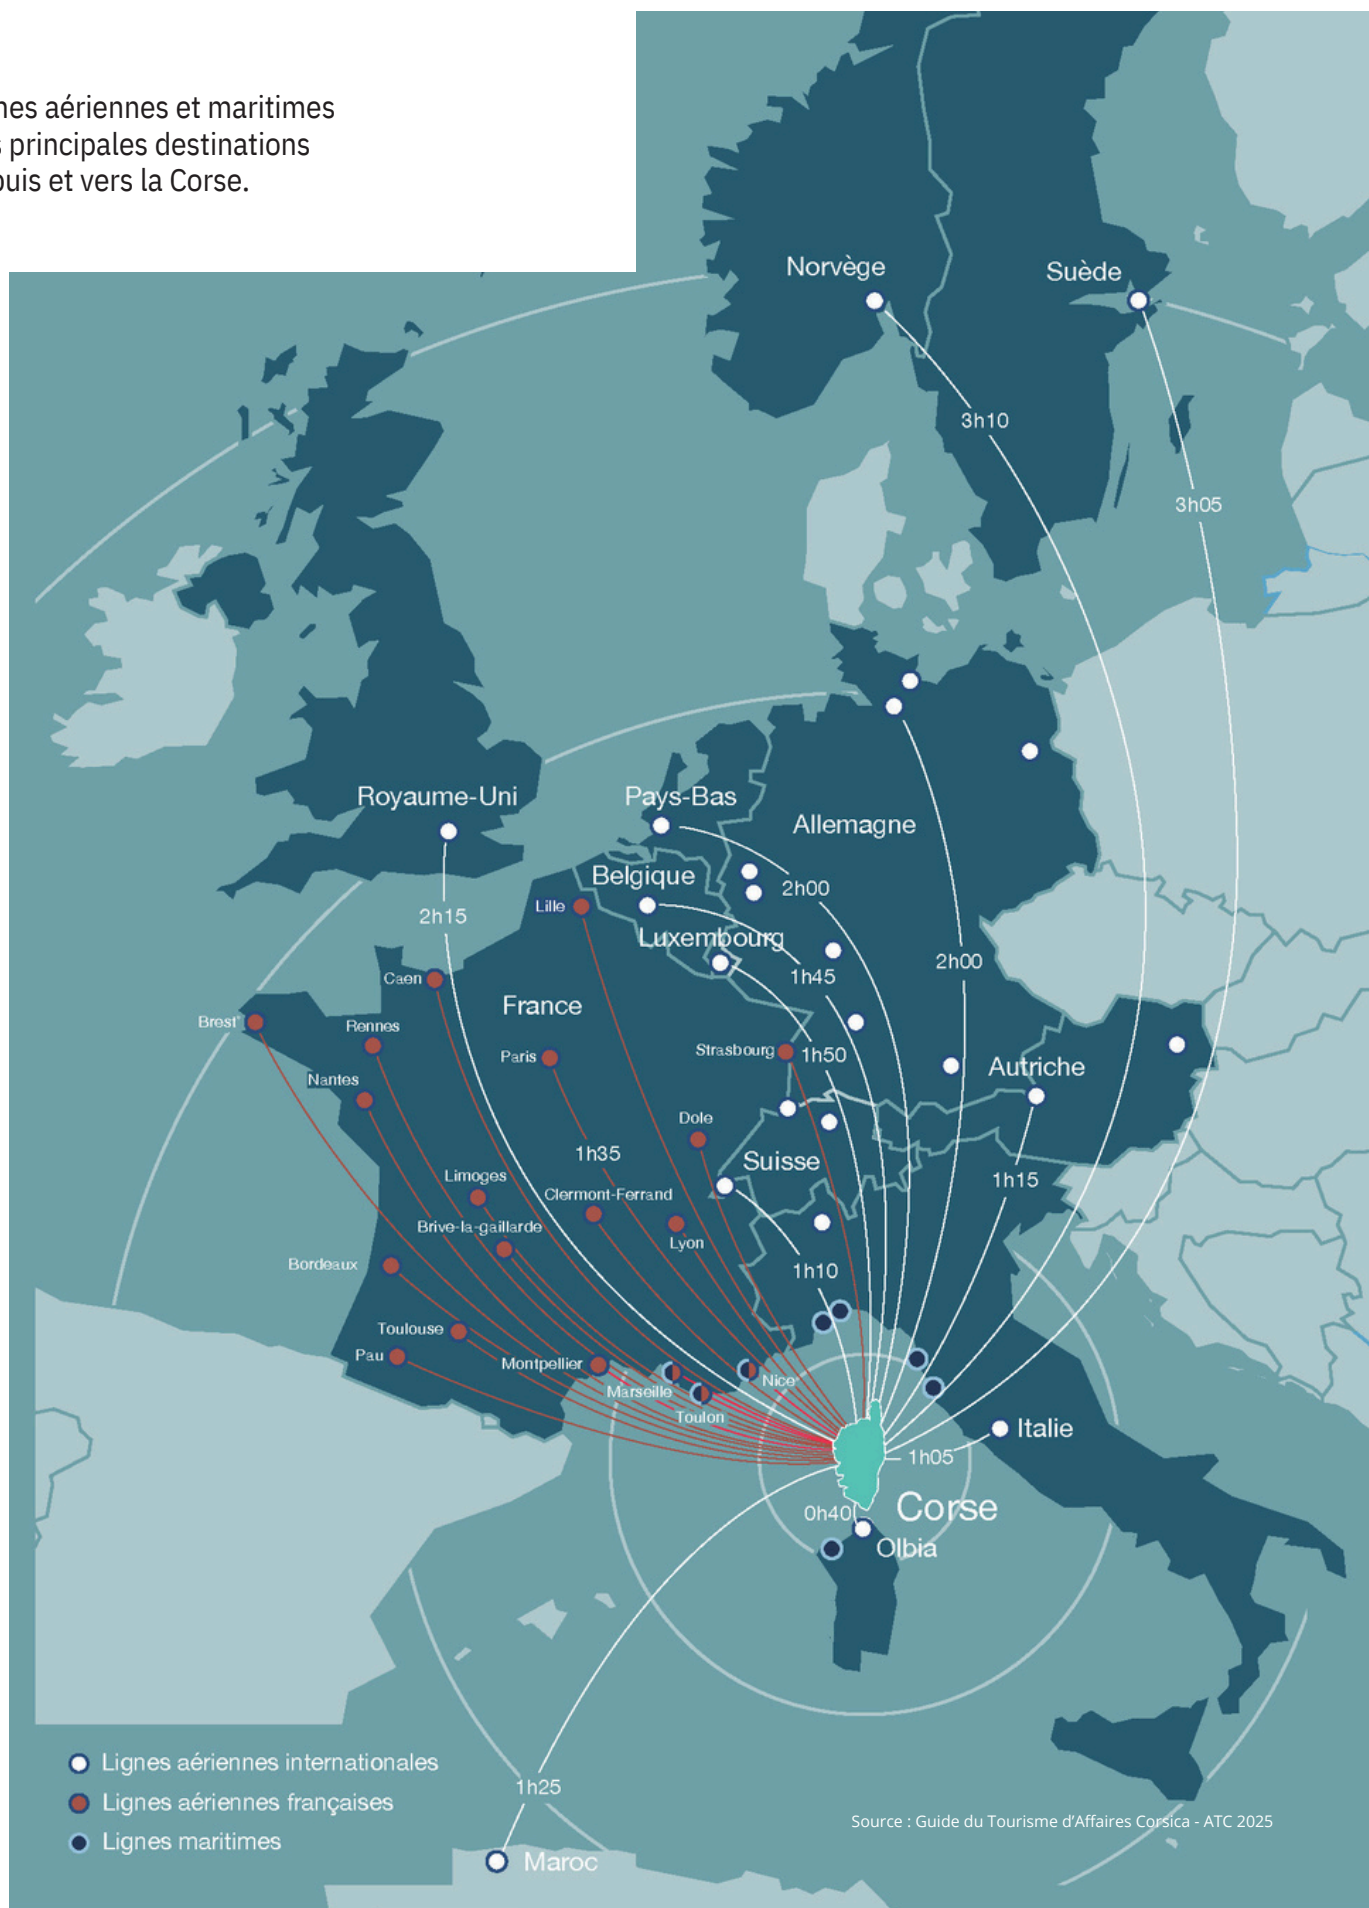 nes aériennes et maritimes
s principales destinations
puis et vers la Corse.
Norvège
Suède
3h10
3h05
Royaume-Uni
Pays-Bas
Allemagne
Belgique
2h00
Lille
2h15
Luxembourg
1h45
2h00
Caen
France
Brest*
Rennes
Paris
Strasbourg
1h50
Autriche
Nantes
Dole
1h35
Suisse
1h15
Limoges
Clermont-Ferrand
Brive-la-gaillarde
Lyon
Bordeaux
1h10
Toulouse
Pau
Montpellier
Marseille
Nice
Toulon
Italie
1h05
Corse
0h40
Olbia
Lignes aériennes internationales
Lignes aériennes françaises
Lignes maritimes
1h25
Source : Guide du Tourisme d’Affaires Corsica - ATC 2025
Maroc